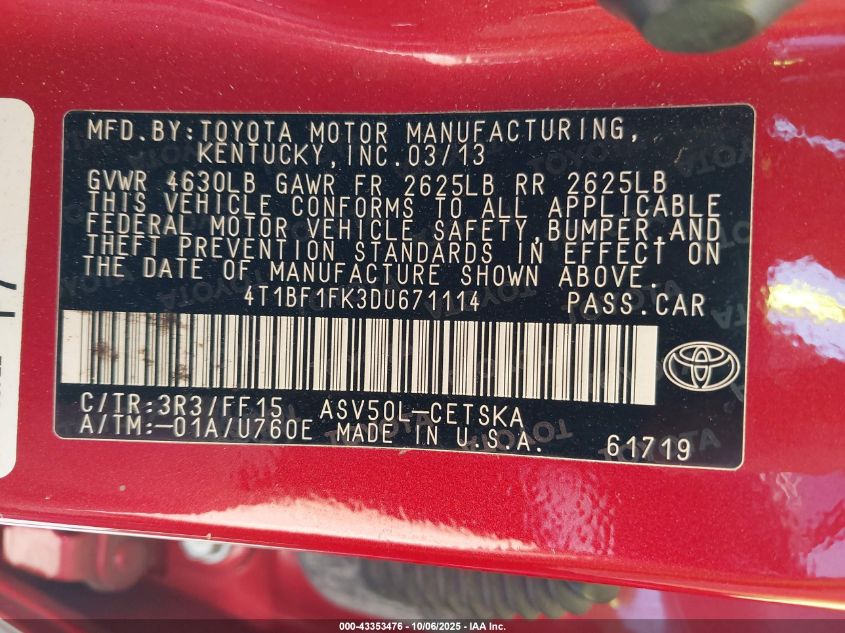 MFD.BY:TOYOTA MOTOR MANUFACTURING,
KENTUCKY,INC.03/13
GVWR 4630LB GAWR FR 2625LB RR 2625LB
THIS VEHICLE CONFORMS TO ALL APPLICABLE
FEDERAL MOTOR VEHICLE SAFETY,BUMPER,AND
THEFT PREVENTION STANDARDS IN EFFECT ON
THE DATE OF MANUFACTURE SHOWN ABOVE.
4T1BF1FK3DU671114 PASS.CAR
C/TR:3R3/FF15 ASV50L-CETSKA
A/TM:-01A/U760E MADE IN U.S.A. 61719
000-43353476 - 10/06/2025 - IAA Inc.